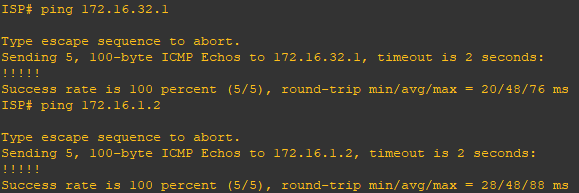 ISP# ping 172.16.32.1
Type escape sequence to abort.
Sending 5, 100-byte ICMP Echos to 172.16.32.1, timeout is 2 seconds:
!!!!!
Success rate is 100 percent (5/5), round-trip min/avg/max = 20/48/76 ms
ISP# ping 172.16.1.2
Type escape sequence to abort.
Sending 5, 100-byte ICMP Echos to 172.16.1.2, timeout is 2 seconds:
!!!!!
Success rate is 100 percent (5/5), round-trip min/avg/max = 28/48/88 ms